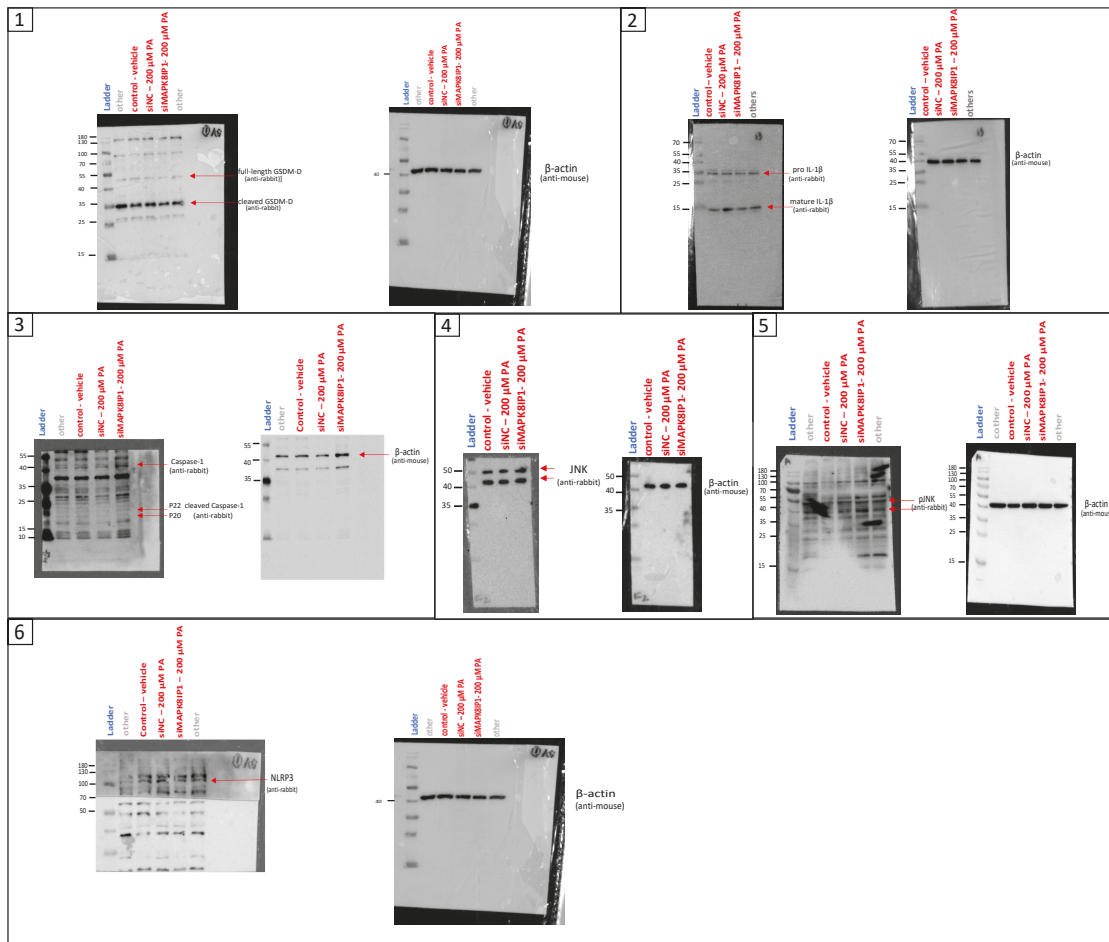 1
Ladder
other
control - vehicle
siNC – 200 µM PA
siMAPK8IP1- 200 µM PA
other
180
130
100
70
55
35
15
full-length GSDM-D
(anti-rabbit)]
cleaved GSDM-D
(anti-rabbit)
Ladder
other
control - vehicle
siNC – 200 µM PA
siMAPK8IP1- 200 µM PA
other
40
β-actin
(anti-mouse)
2
Ladder
control – vehicle
siNC – 200 µM PA
siMAPK8IP1 – 200 µM PA
others
70
55
40
35
25
15
pro IL-1β
(anti-rabbit)
mature IL-1β
(anti-rabbit)
Ladder
control – vehicle
siNC – 200 µM PA
siMAPK8IP1 – 200 µM PA
others
70
55
40
35
25
β-actin
(anti-mouse)
3
Ladder
other
control – vehicle
siNC – 200 µM PA
siMAPK8IP1- 200 µM PA
55
40
35
25
15
10
Caspase-1
(anti-rabbit)
P22 cleaved Caspase-1
P20 (anti-rabbit)
Ladder
other
Control – vehicle
siNC – 200 µM PA
siMAPK8IP1- 200 µM PA
55
40
35
25
β-actin
(anti-mouse)
4
Ladder
control - vehicle
siNC – 200 µM PA
siMAPK8IP1- 200 µM PA
50
40
35
JNK
(anti-rabbit)
Ladder
control - vehicle
siNC – 200 µM PA
siMAPK8IP1- 200 µM PA
50
40
35
β-actin
(anti-mouse)
5
Ladder
other
control - vehicle
siNC – 200 µM PA
siMAPK8IP1- 200 µM PA
other
180
130
100
70
55
40
35
25
15
pJNK
(anti-rabbit)
Ladder
cother
control - vehicle
siNC – 200 µM PA
siMAPK8IP1- 200 µM PA
other
180
130
100
70
55
40
35
25
15
β-actin
(anti-mouse)
6
Ladder
other
Control – vehicle
siNC – 200 µM PA
siMAPK8IP1 – 200 µM PA
other
180
130
100
70
50
NLRP3
(anti-rabbit)
Ladder
other
control - vehicle
siNC – 200 µM PA
siMAPK8IP1- 200 µM PA
other
40
β-actin
(anti-mouse)